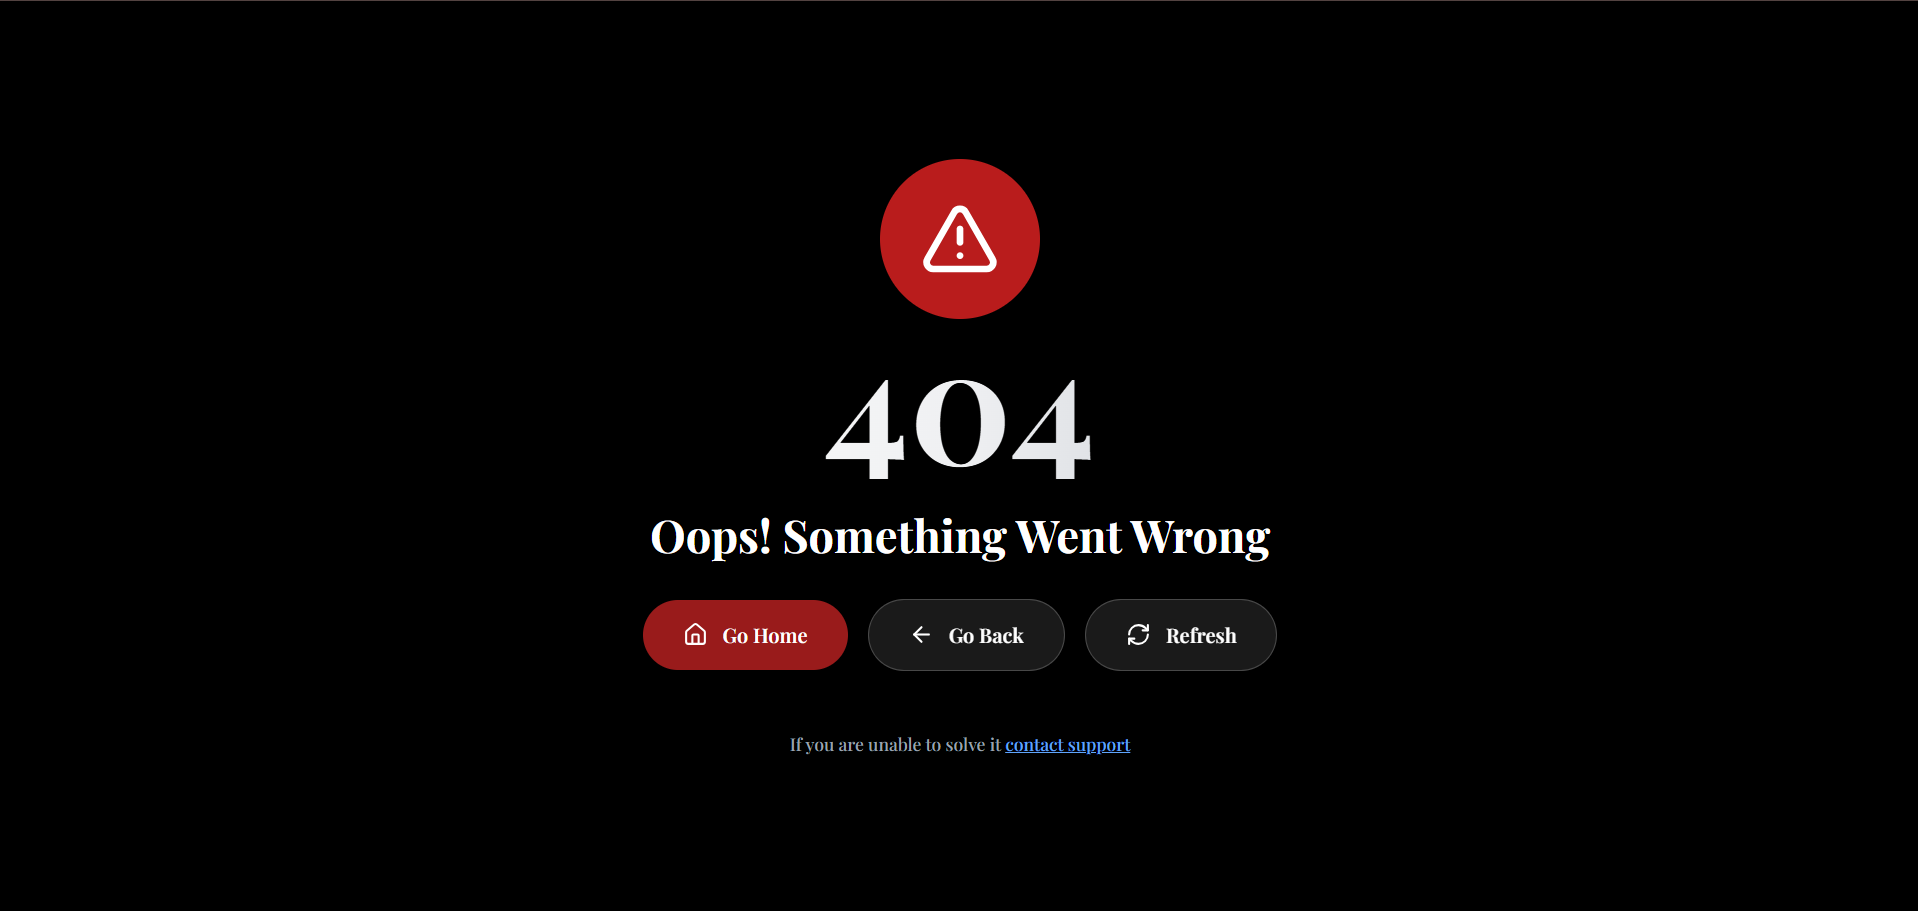 404
Oops! Something Went Wrong
Go Home
Go Back
Refresh
If you are unable to solve it contact support